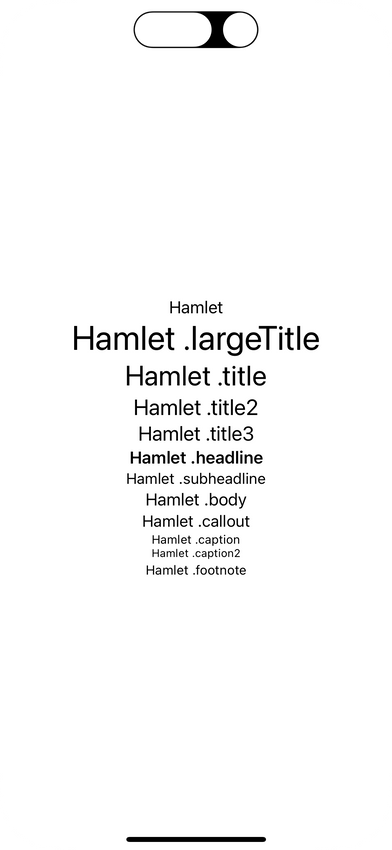 Hamlet
Hamlet .largeTitle
Hamlet .title
Hamlet .title2
Hamlet .title3
Hamlet .headline
Hamlet .subheadline
Hamlet .body
Hamlet .callout
Hamlet .caption
Hamlet .caption2
Hamlet .footnote